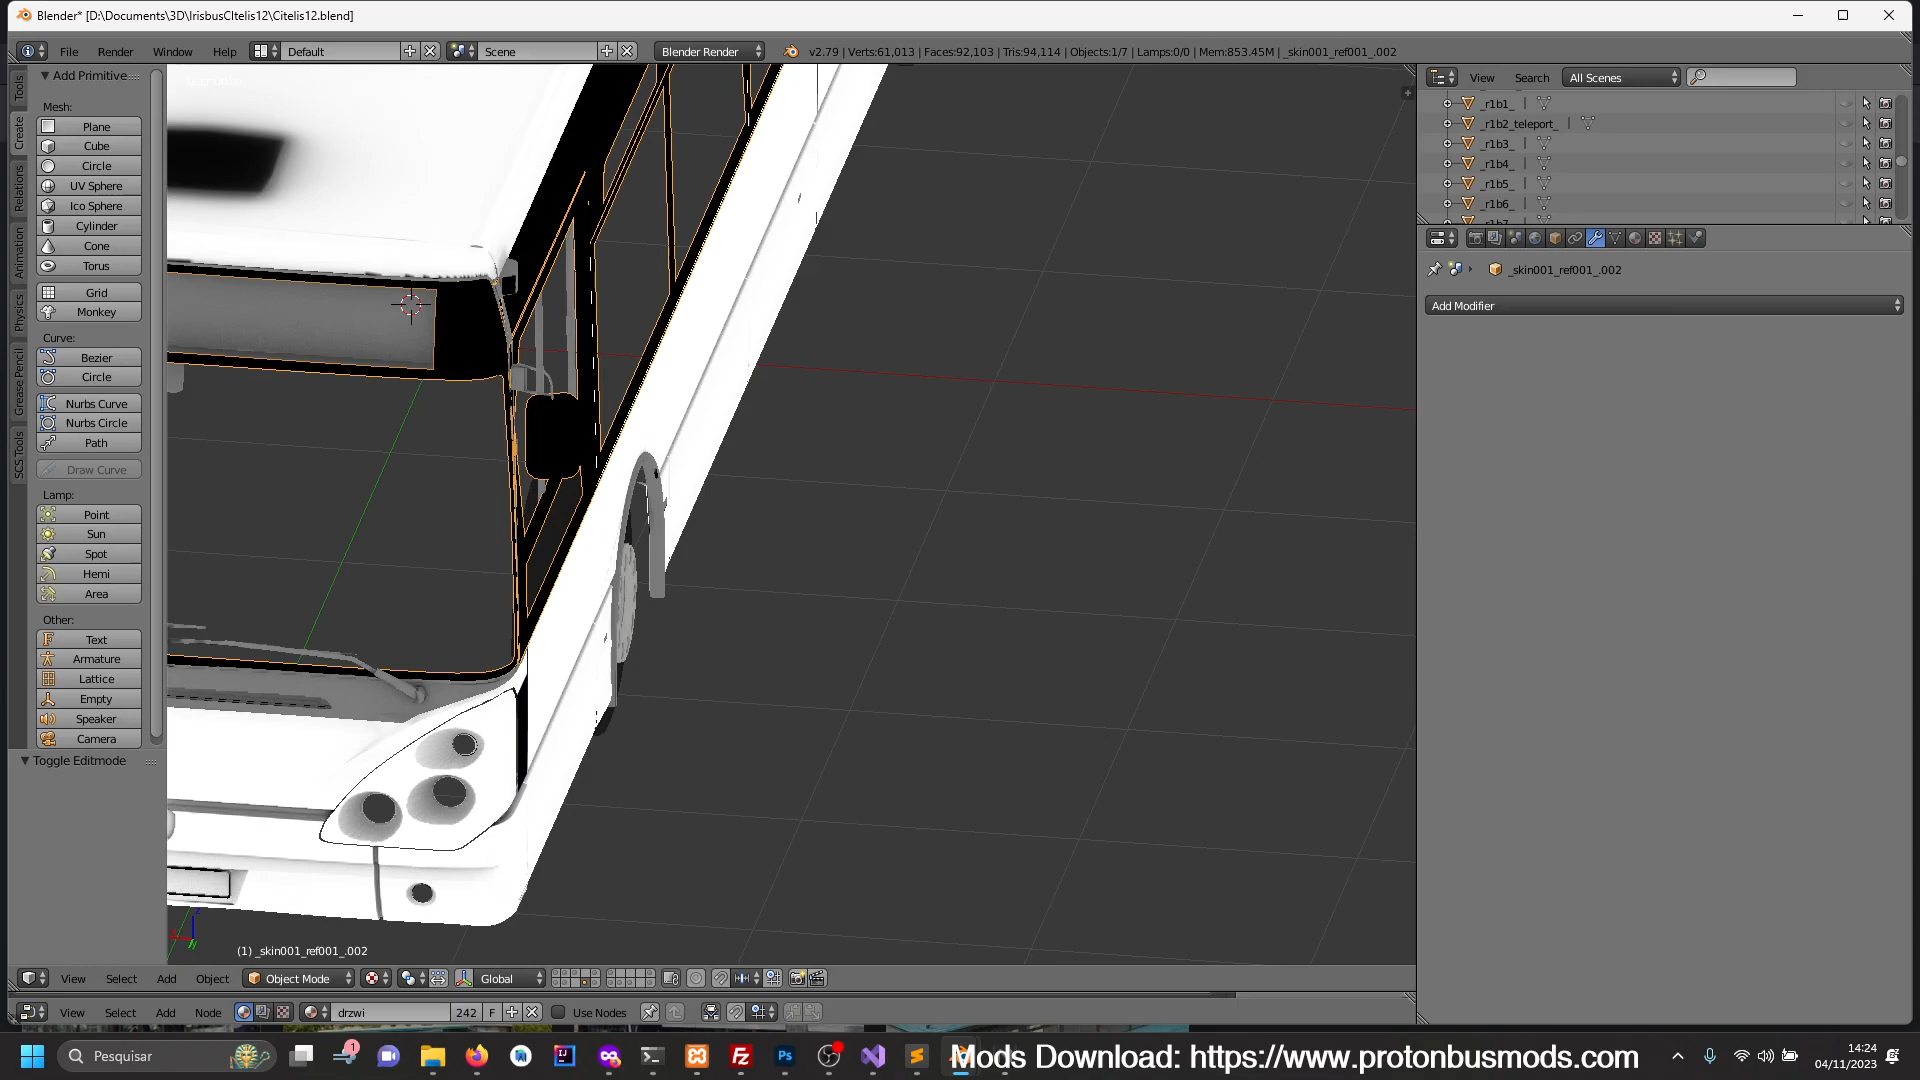 Blender* [D:\Documents\3D\IrisbusCItelis12\Citelis12.blend]
File Render Window Help Default Scene Blender Render v2.79 | Verts:61,013 | Faces:92,103 | Tris:94,114 | Objects:1/7 | Lamps:0/0 | Mem:853.45M | _skin001_ref001_.002
Tools
Create
Relations
Animation
Physics
Grease Pencil
SCS Tools
Add Primitive
Mesh:
Plane
Cube
Circle
UV Sphere
Ico Sphere
Cylinder
Cone
Torus
Grid
Monkey
Curve:
Bezier
Circle
Nurbs Curve
Nurbs Circle
Path
Draw Curve
Lamp:
Point
Sun
Spot
Hemi
Area
Other:
Text
Armature
Lattice
Empty
Speaker
Camera
Toggle Editmode
(1) _skin001_ref001_.002
View Select Add Object Object Mode Global
View Select Add Node drzwi 242 F Use Nodes
View Search All Scenes
_r1b1_
_r1b2_teleport_
_r1b3_
_r1b4_
_r1b5_
_r1b6_
_r1b7_
_skin001_ref001_.002
Add Modifier
Pesquisar
1
Mods Download: https://www.protonbusmods.com
14:24
04/11/2023